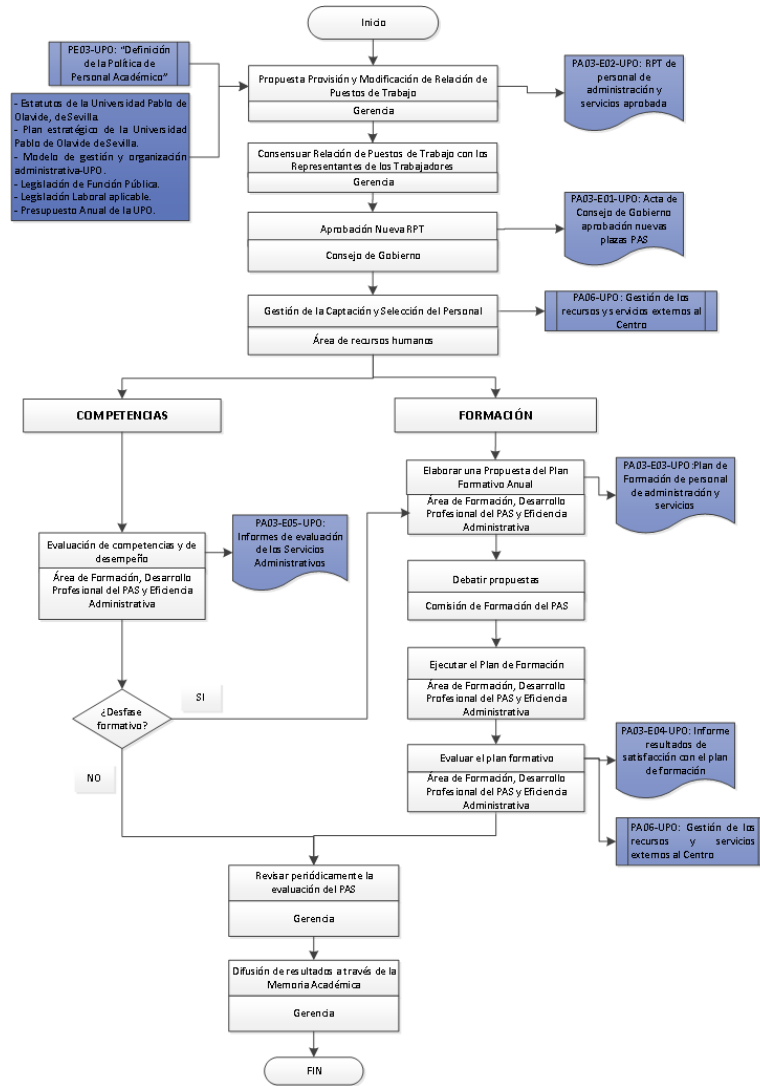 Inicio
PE03-UPO: "Definición
de la Política de
Personal Académico"
Propuesta Provisión y Modificación de Relación de
Puestos de Trabajo
Gerencia
PA03-E02-UPO: RPT de
personal de
administración y
servicios aprobada
- Estatutos de la Universidad Pablo de
Olavide, de Sevilla.
- Plan estratégico de la Universidad
Pablo de Olavide de Sevilla.
- Modelo de gestión y organización
administrativa-UPO.
- Legislación de Función Pública.
- Legislación Laboral aplicable.
- Presupuesto Anual de la UPO.
Consensuar Relación de Puestos de Trabajo con los
Representantes de los Trabajadores
Gerencia
Aprobación Nueva RPT
Consejo de Gobierno
PA03-E01-UPO: Acta de
Consejo de Gobierno
aprobación nuevas
plazas PAS
Gestión de la Captación y Selección del Personal
Área de recursos humanos
PA06-UPO: Gestión de los
recursos y servicios externos al
Centro
COMPETENCIAS
FORMACIÓN
Elaborar una Propuesta del Plan
Formativo Anual
Área de Formación, Desarrollo
Profesional del PAS y Eficiencia
Administrativa
PA03-E03-UPO:Plan de
Formación de personal
de administración y
servicios
Evaluación de competencias y de
desempeño
Área de Formación, Desarrollo
Profesional del PAS y Eficiencia
Administrativa
PA03-E05-UPO:
Informes de evaluación
de los Servicios
Administrativos
Debatir propuestas
Comisión de Formación del PAS
Ejecutar el Plan de Formación
Área de Formación, Desarrollo
Profesional del PAS y Eficiencia
Administrativa
¿Desfase
formativo?
SI
NO
Evaluar el plan formativo
Área de Formación, Desarrollo
Profesional del PAS y Eficiencia
Administrativa
PA03-E04-UPO: Informe
resultados de
satisfacción con el plan
de formación
PA06-UPO: Gestión de los
recursos y servicios
externos al Centro
Revisar periódicamente la
evaluación del PAS
Gerencia
Difusión de resultados a través de la
Memoria Académica
Gerencia
FIN